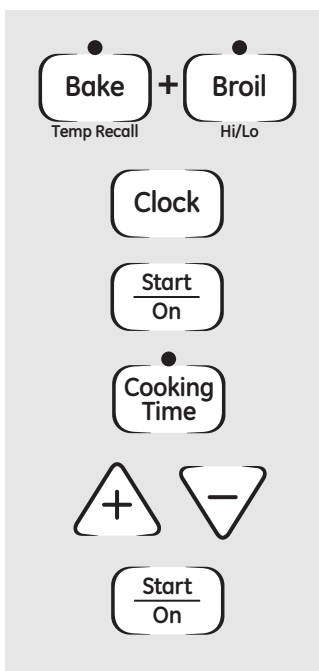 Bake + Broil
Temp Recall Hi/Lo
Clock
Start
On
Cooking
Time
+ −
Start
On